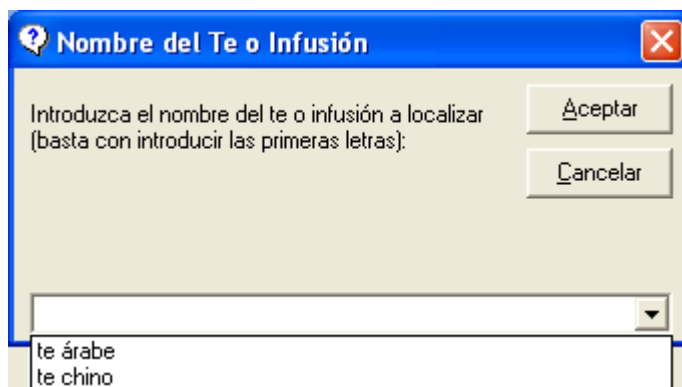 Nombre del Te o Infusión
Introduzca el nombre del te o infusión a localizar
(basta con introducir las primeras letras):
Aceptar
Cancelar
te árabe
te chino